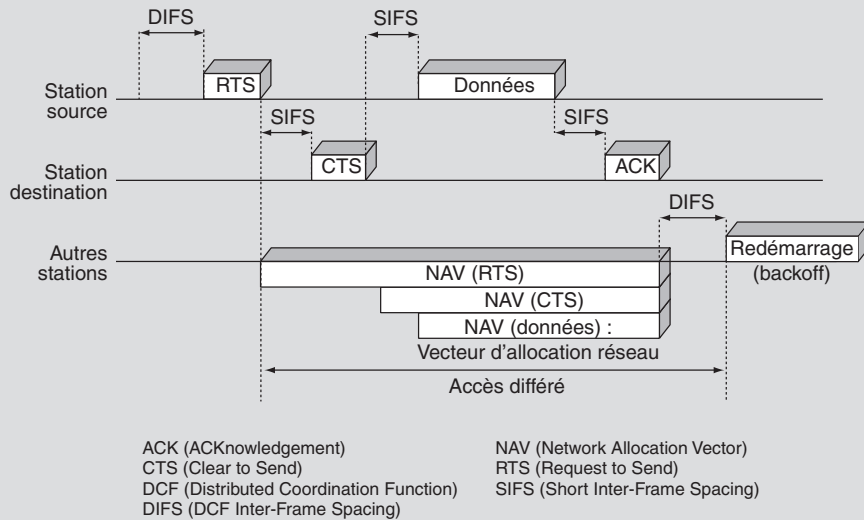 DIFS
SIFS
RTS
Données
Station
source
SIFS
SIFS
CTS
ACK
Station
destination
DIFS
Redémarrage
(backoff)
Autres
stations
NAV (RTS)
NAV (CTS)
NAV (données) :
Vecteur d'allocation réseau
Accès différé
ACK (ACKnowledgement)
CTS (Clear to Send)
DCF (Distributed Coordination Function)
DIFS (DCF Inter-Frame Spacing)
NAV (Network Allocation Vector)
RTS (Request to Send)
SIFS (Short Inter-Frame Spacing)